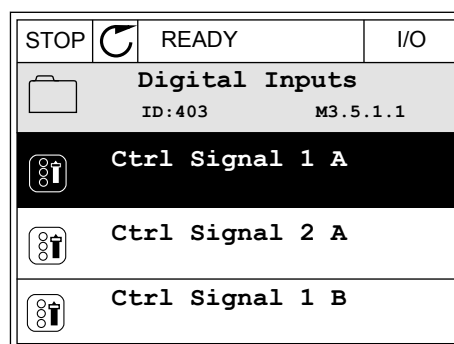 STOP READY I/O
Digital Inputs
ID:403 M3.5.1.1
Ctrl Signal 1 A
Ctrl Signal 2 A
Ctrl Signal 1 B